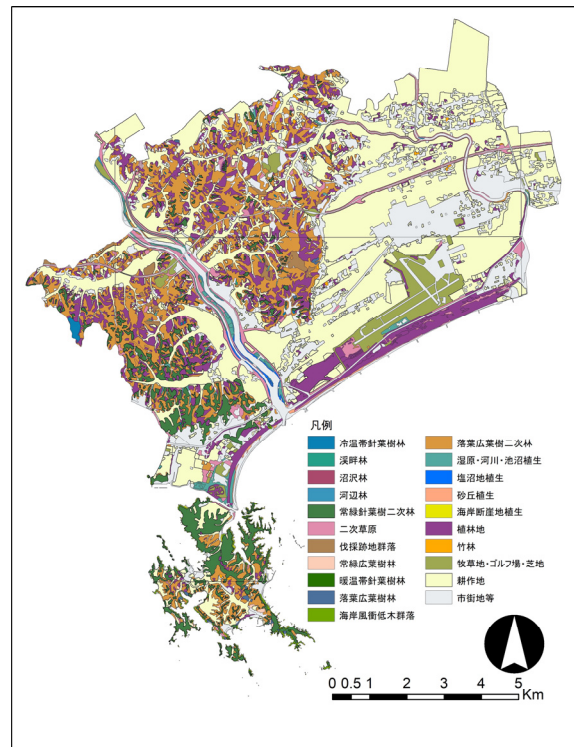 凡例
冷温帯針葉樹林
渓畔林
沼沢林
河辺林
常緑針葉樹二次林
二次草原
伐採跡地群落
常緑広葉樹林
暖温帯針葉樹林
落葉広葉樹林
海岸風衝低木群落
落葉広葉樹二次林
湿原・河川・池沼植生
塩沼地植生
砂丘植生
海岸断崖地植生
植林地
竹林
牧草地・ゴルフ場・芝地
耕作地
市街地等
0 0.5 1 2 3 4 5
Km